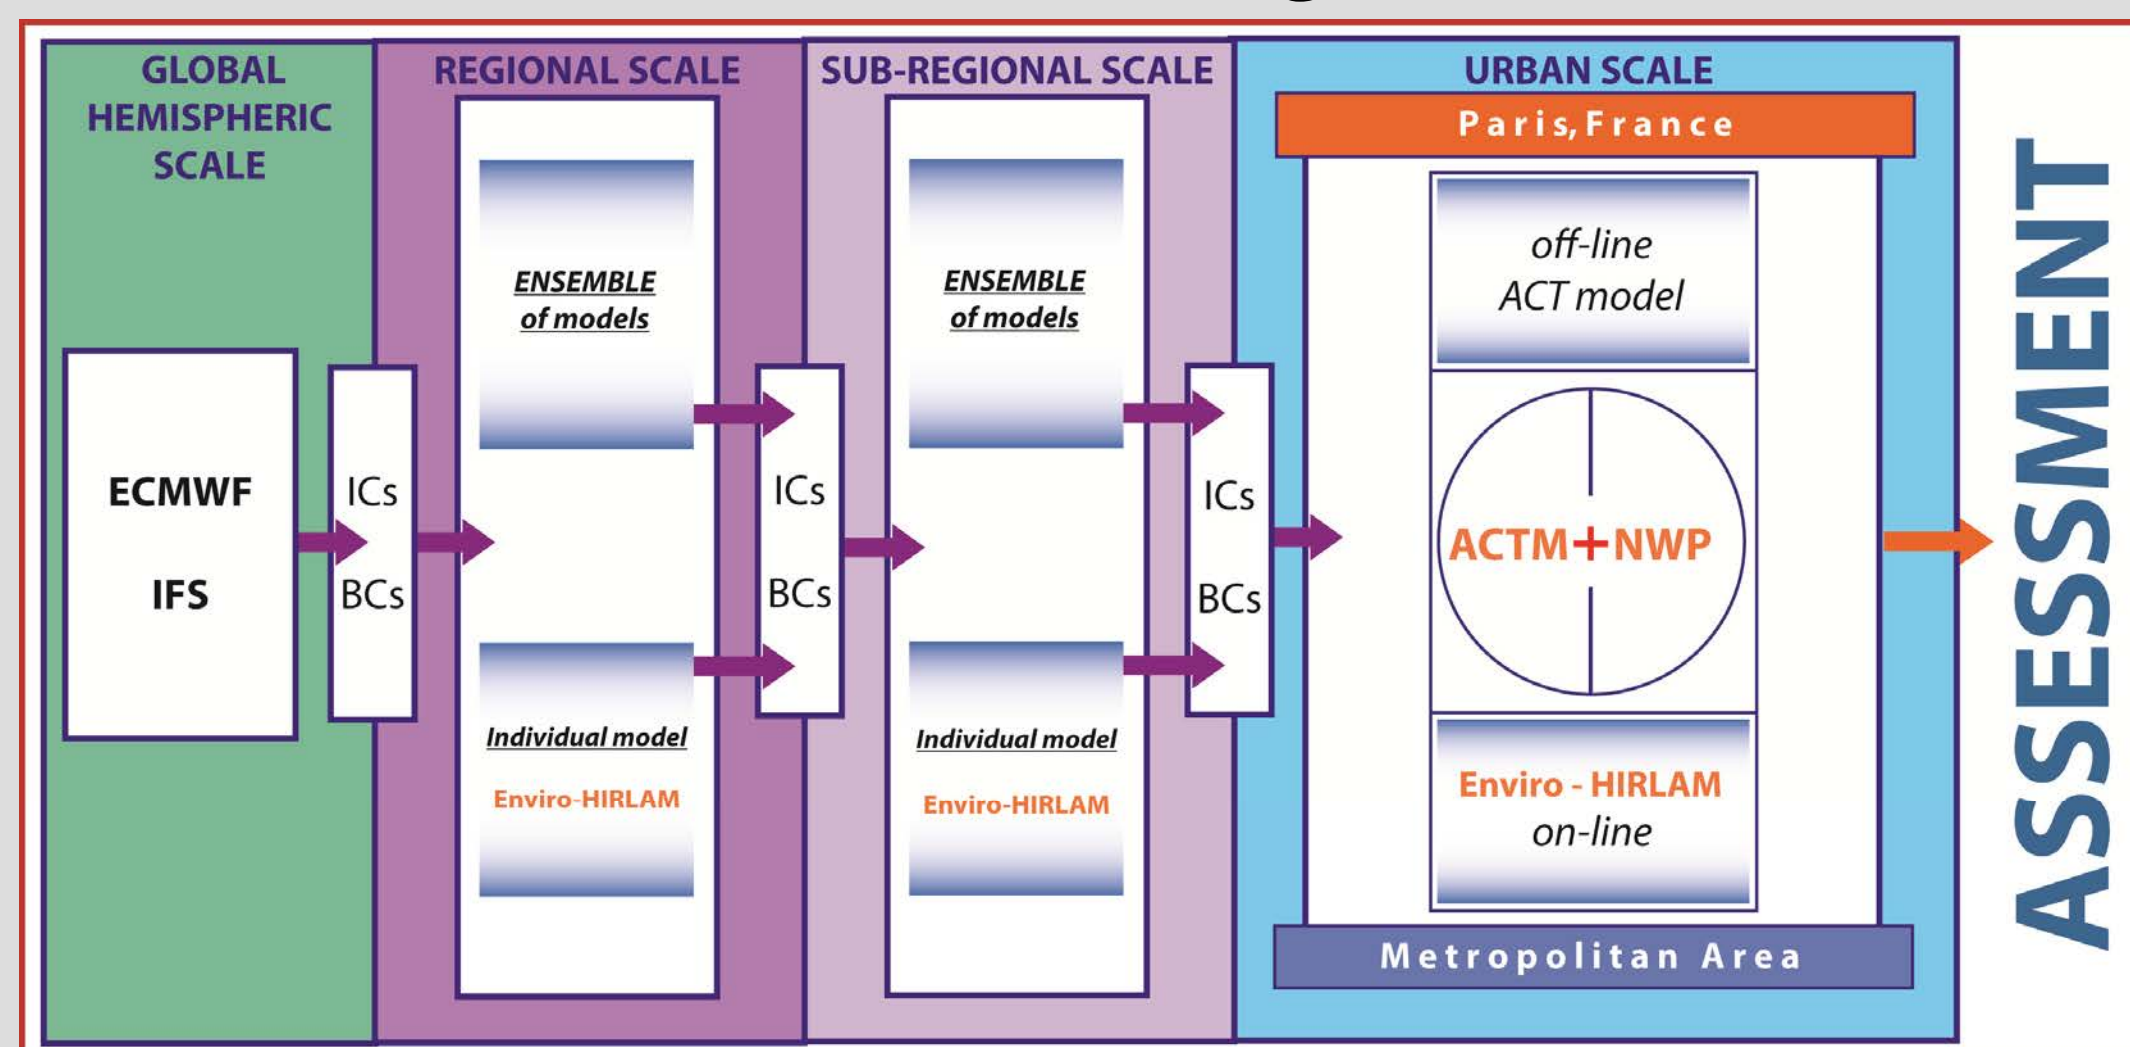 GLOBAL
HEMISPHERIC
SCALE
ECMWF
IFS
ICs
BCs
REGIONAL SCALE
ENSEMBLE
of models
Individual model
Enviro-HIRLAM
ICs
BCs
SUB-REGIONAL SCALE
ENSEMBLE
of models
Individual model
Enviro-HIRLAM
ICs
BCs
URBAN SCALE
Paris, France
off-line
ACT model
ACTM+NWP
Enviro - HIRLAM
on-line
Metropolitan Area
ASSESSMENT